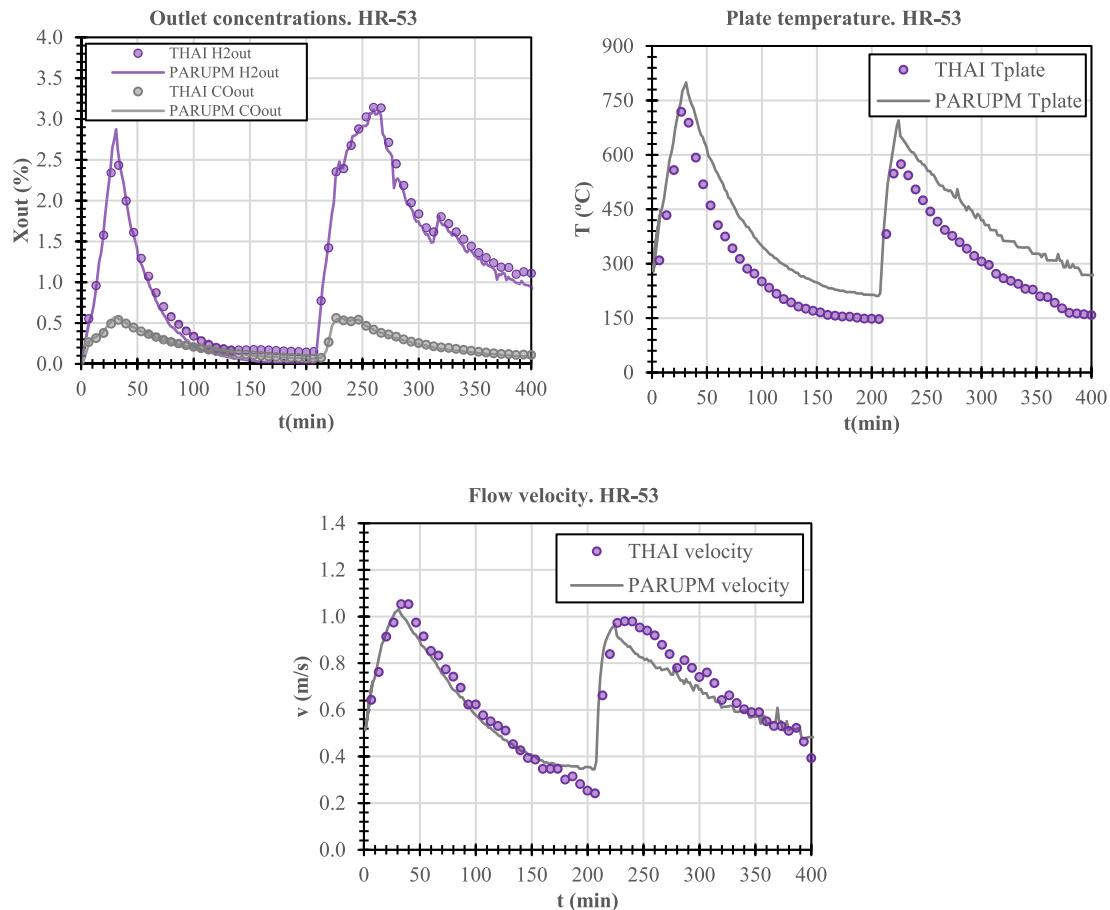 Outlet concentrations. HR-53
4.0
3.5
3.0
2.5
2.0
1.5
1.0
0.5
0.0
Xout (%)
THAI H2out
PARUPM H2out
THAI COout
PARUPM COout
0 50 100 150 200 250 300 350 400
t(min)
Plate temperature. HR-53
900
750
600
450
300
150
0
T (ºC)
THAI Tplate
PARUPM Tplate
0 50 100 150 200 250 300 350 400
t(min)
Flow velocity. HR-53
1.4
1.2
1.0
0.8
0.6
0.4
0.2
0.0
v (m/s)
THAI velocity
PARUPM velocity
0 50 100 150 200 250 300 350 400
t (min)